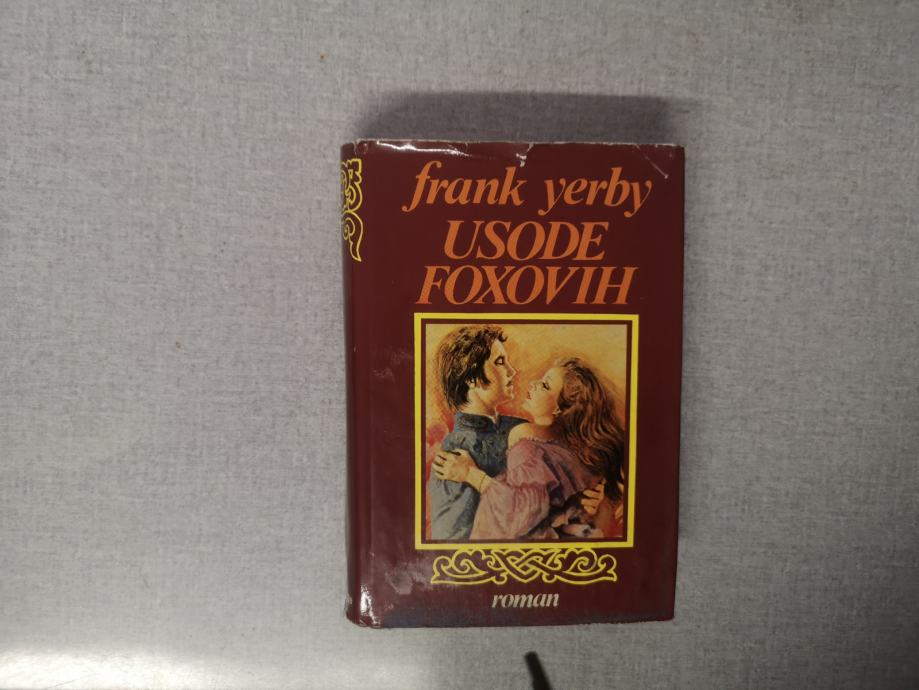 frank yerby
USODE
FOXOVIH
roman